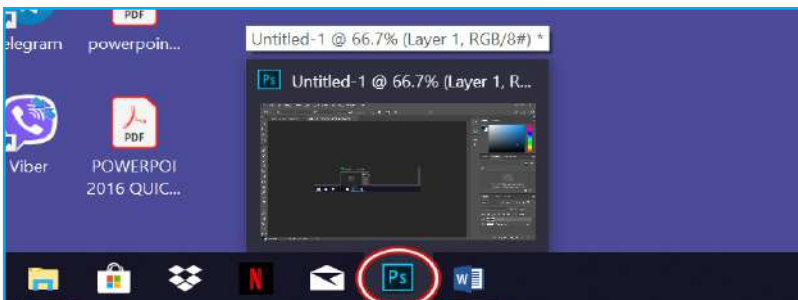 PDF
elegram
powerpoin...
Untitled-1 @ 66.7% (Layer 1, RGB/8#) *
Ps Untitled-1 @ 66.7% (Layer 1, R...
PDF
Viber
POWERPOI
2016 QUIC...
N
Ps
W